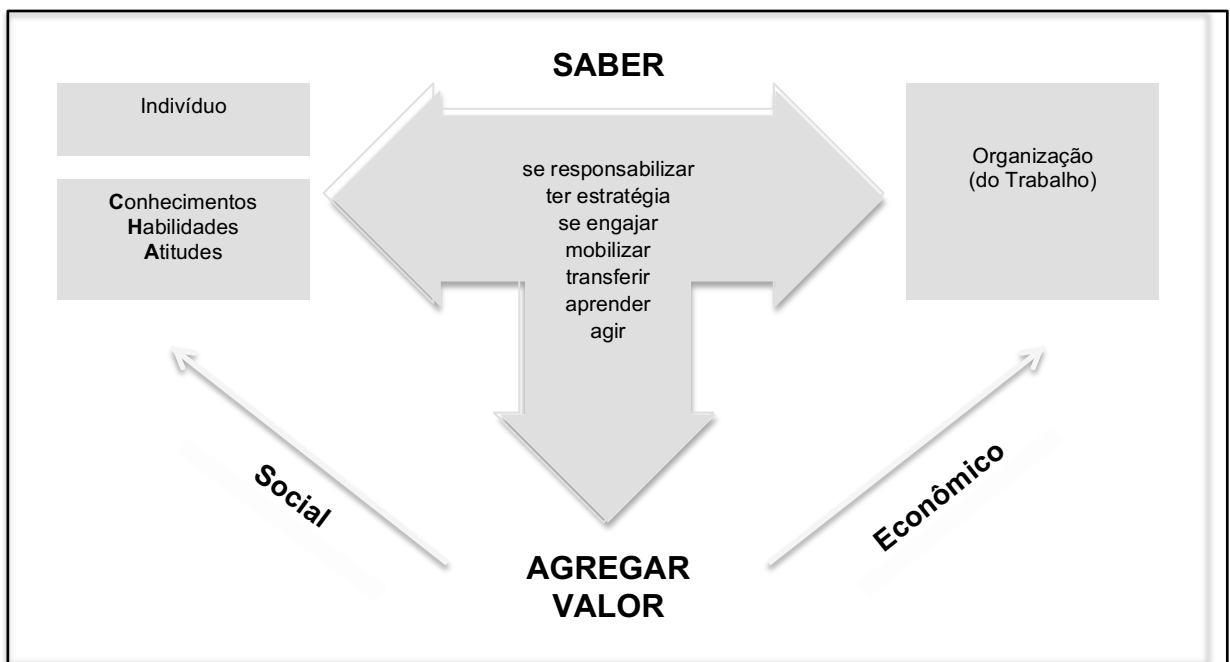 SABER
Indivíduo
Conhecimentos
Habilidades
Atitudes
se responsabilizar
ter estratégia
se engajar
mobilizar
transferir
aprender
agir
Organização
(do Trabalho)
Social
Econômico
AGREGAR
VALOR